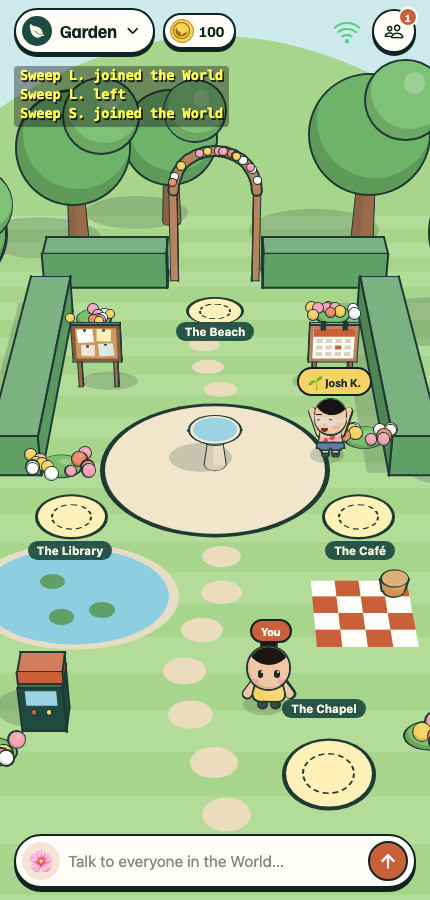 Garden
100
1
Sweep L. joined the World
Sweep L. left
Sweep S. joined the World
The Beach
Josh K.
The Library
The Café
You
The Chapel
Talk to everyone in the World...